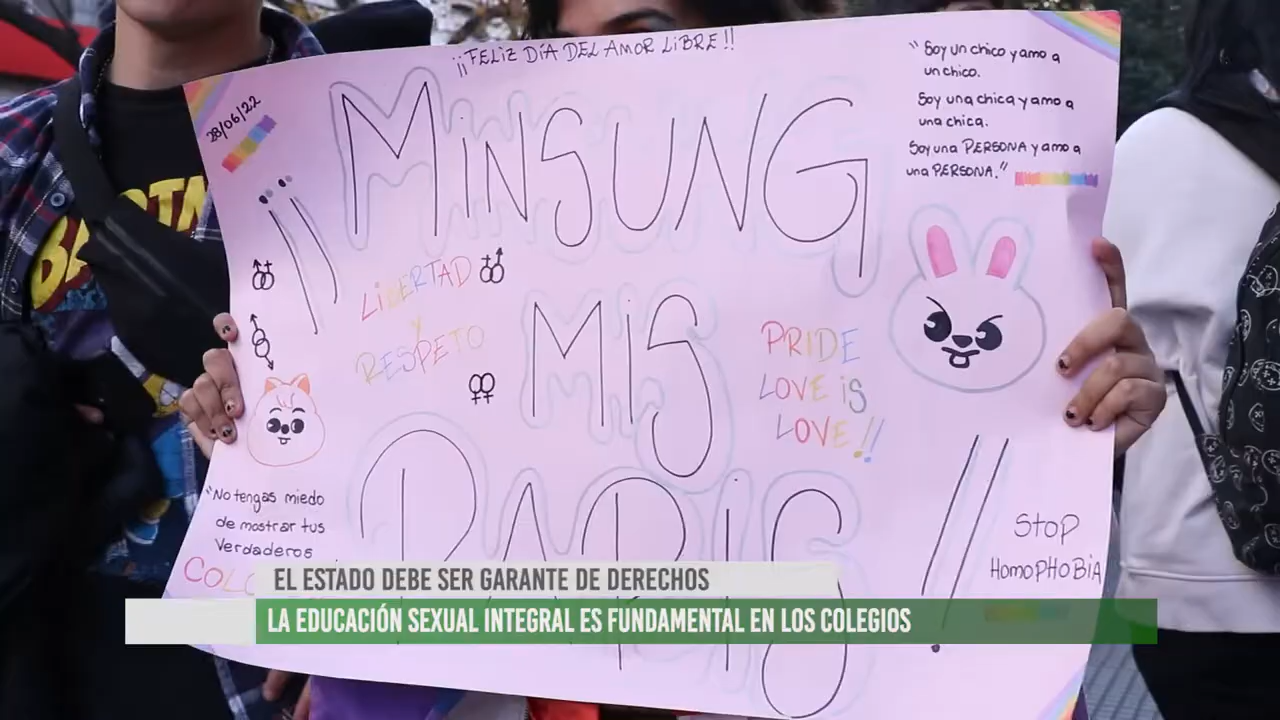 ¡¡FELIZ DÍA DEL AMOR LIBRE!!
28/06/22
¡¡MINSUNG
MIS
PAPIS!!
"Soy un chico y amo a
un chico.
Soy una chica y amo a
una chica.
Soy una PERSONA y amo a
una PERSONA."
LIBERTAD
Y
RESPETO
PRIDE
LOVE is
LOVE!!
"No tengas miedo
de mostrar tus
Verdaderos
STOP
HOMOPHOBIA
EL ESTADO DEBE SER GARANTE DE DERECHOS
LA EDUCACIÓN SEXUAL INTEGRAL ES FUNDAMENTAL EN LOS COLEGIOS